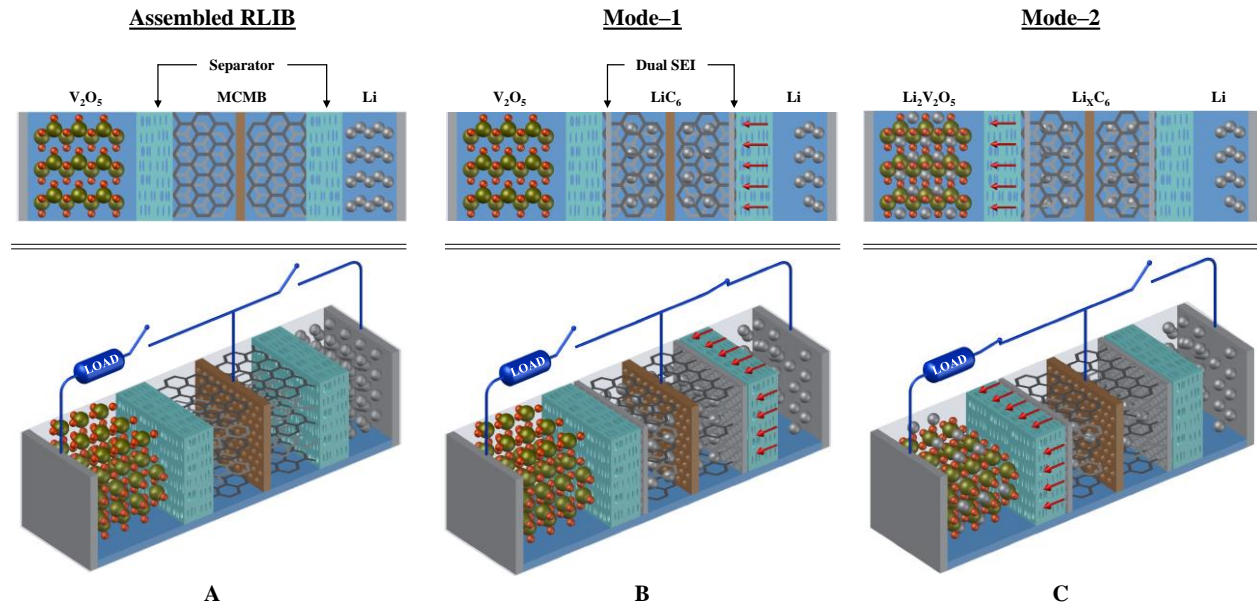 Assembled RLIB
Mode–1
Mode–2
Separator
Dual SEI
V₂O₅
MCMB
Li
V₂O₅
LiC₆
Li
Li₂V₂O₅
LiₓC₆
Li
LOAD
LOAD
LOAD
A
B
C